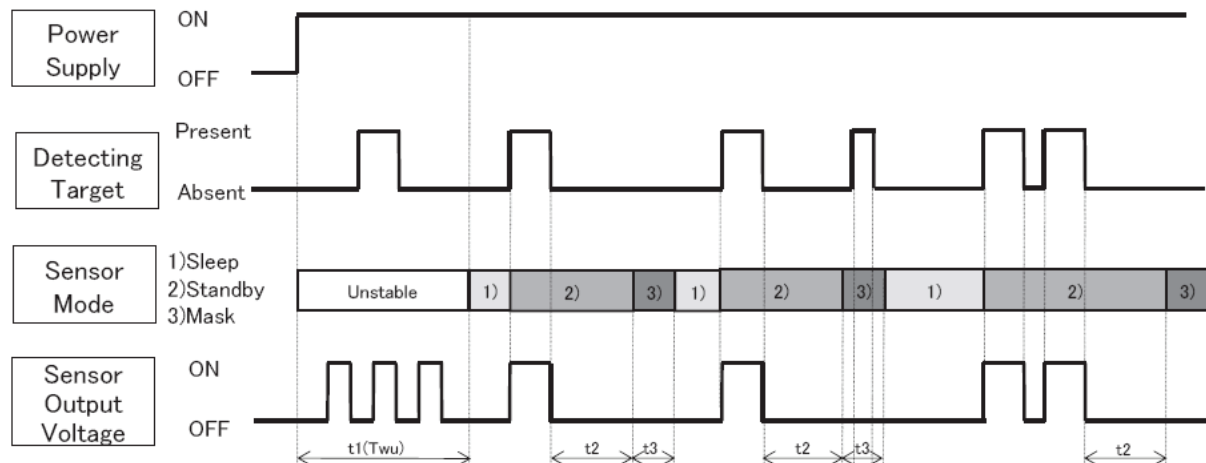 Power
Supply
ON
OFF
Detecting
Target
Present
Absent
Sensor
Mode
1)Sleep
2)Standby
3)Mask
Unstable
1)
2)
3)
1)
2)
3)
1)
2)
3)
Sensor
Output
Voltage
ON
OFF
t1(Twu)
t2
t3
t2
t3
t2